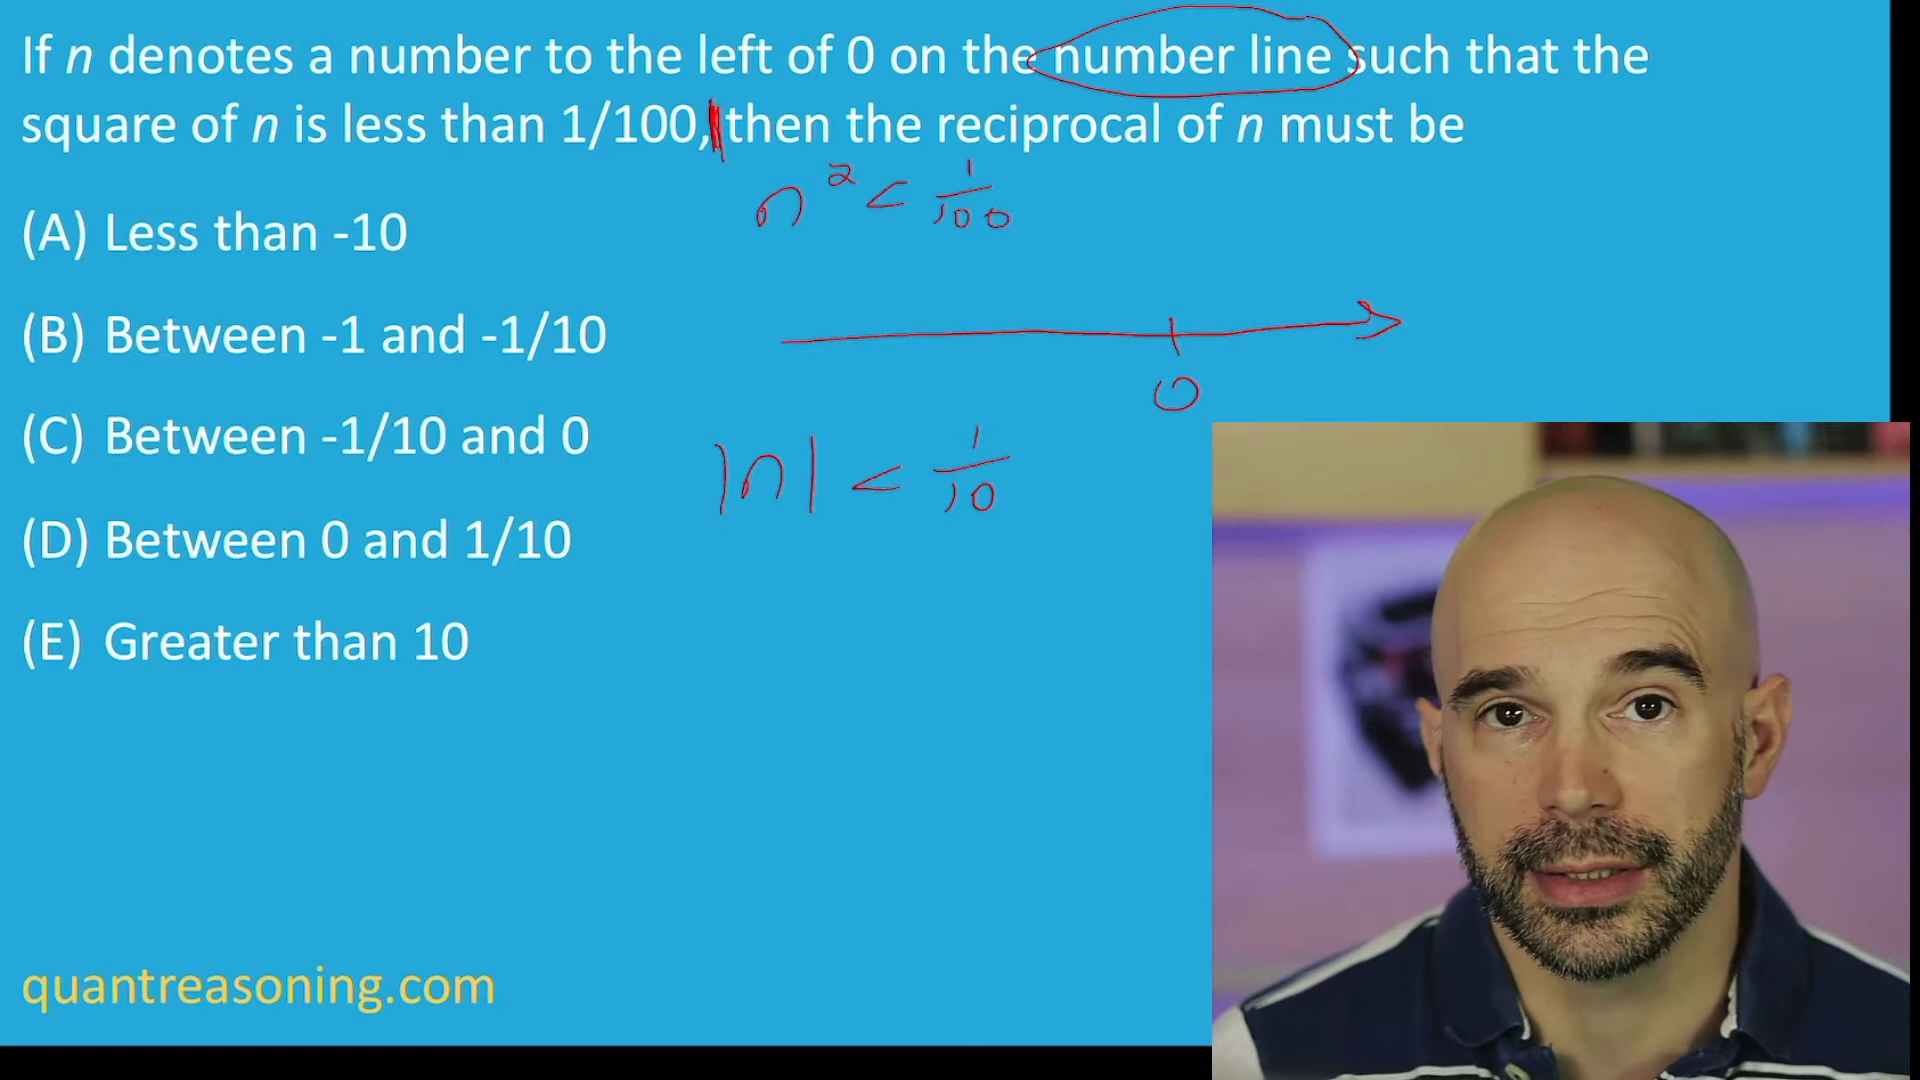 If n denotes a number to the left of 0 on the number line such that the
square of n is less than 1/100, then the reciprocal of n must be
n² < 1/100
(A) Less than -10
(B) Between -1 and -1/10
0
(C) Between -1/10 and 0
|n| < 1/10
(D) Between 0 and 1/10
(E) Greater than 10
quantreasoning.com